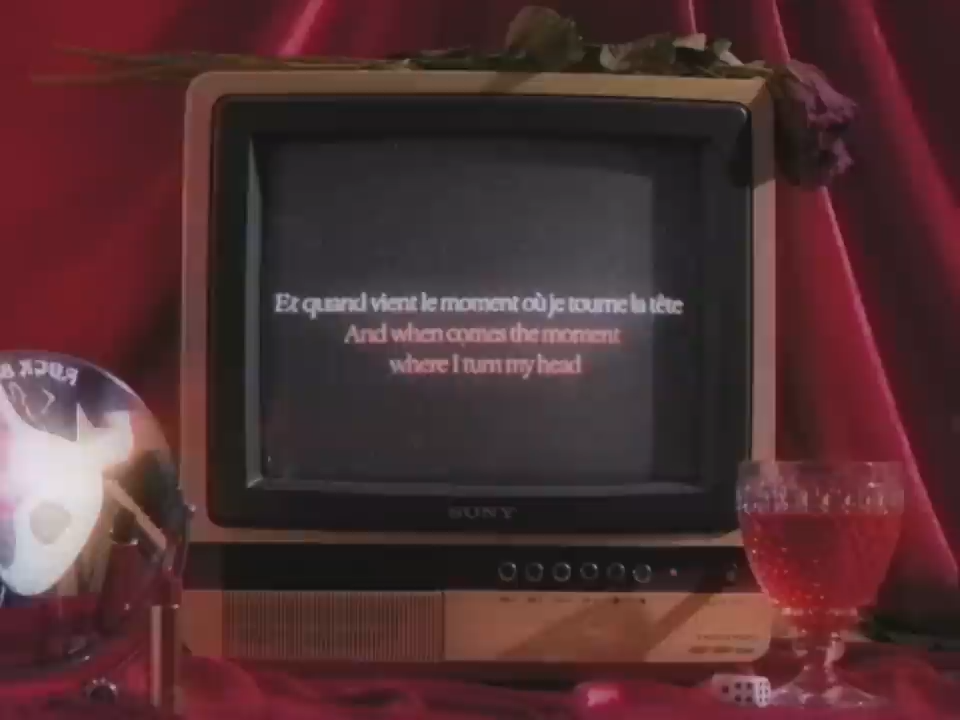 Et quand vient le moment où je tourne la tête
And when comes the moment
where I turn my head
SONY